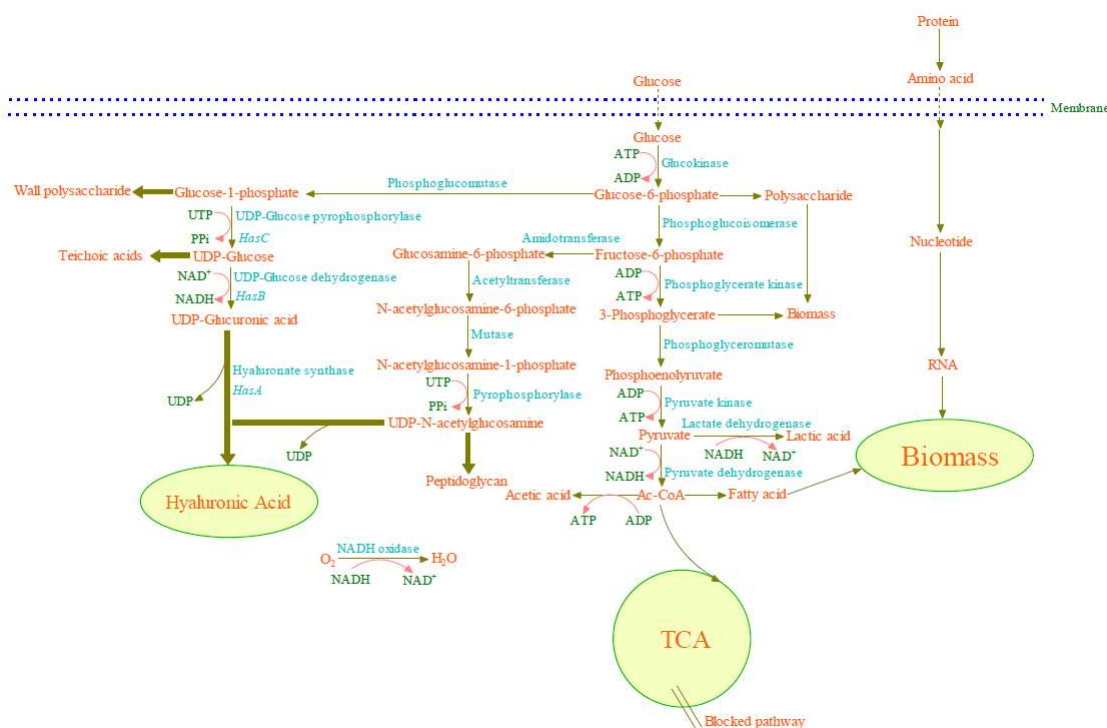 Protein
Glucose
Amino acid
Membrane
Glucose
ATP
Glucokinase
ADP
Wall polysaccharide
Glucose-1-phosphate
Phosphoglucomutase
Glucose-6-phosphate
Polysaccharide
UTP
UDP-Glucose pyrophosphorylase
Phosphoglucoisomerase
PPi
HasC
Amidotransferase
Nucleotide
Teichoic acids
UDP-Glucose
Glucosamine-6-phosphate
Fructose-6-phosphate
NAD+
UDP-Glucose dehydrogenase
Acetyltransferase
ADP
Phosphoglycerate kinase
NADH
HasB
ATP
UDP-Glucuronic acid
N-acetylglucosamine-6-phosphate
3-Phosphoglycerate
Biomass
Mutase
Phosphoglyceromutase
N-acetylglucosamine-1-phosphate
Phosphoenolyruvate
RNA
Hyaluronate synthase
HasA
UDP
UTP
Pyrophosphorylase
PPi
ADP
Pyruvate kinase
ATP
Lactate dehydrogenase
UDP-N-acetylglucosamine
Pyruvate
Lactic acid
UDP
NAD+
NADH
NAD+
Biomass
NADH
Pyruvate dehydrogenase
Peptidoglycan
Hyaluronic Acid
Acetic acid
Ac-CoA
Fatty acid
ATP
ADP
NADH oxidase
O2
H2O
NADH
NAD+
TCA
Blocked pathway